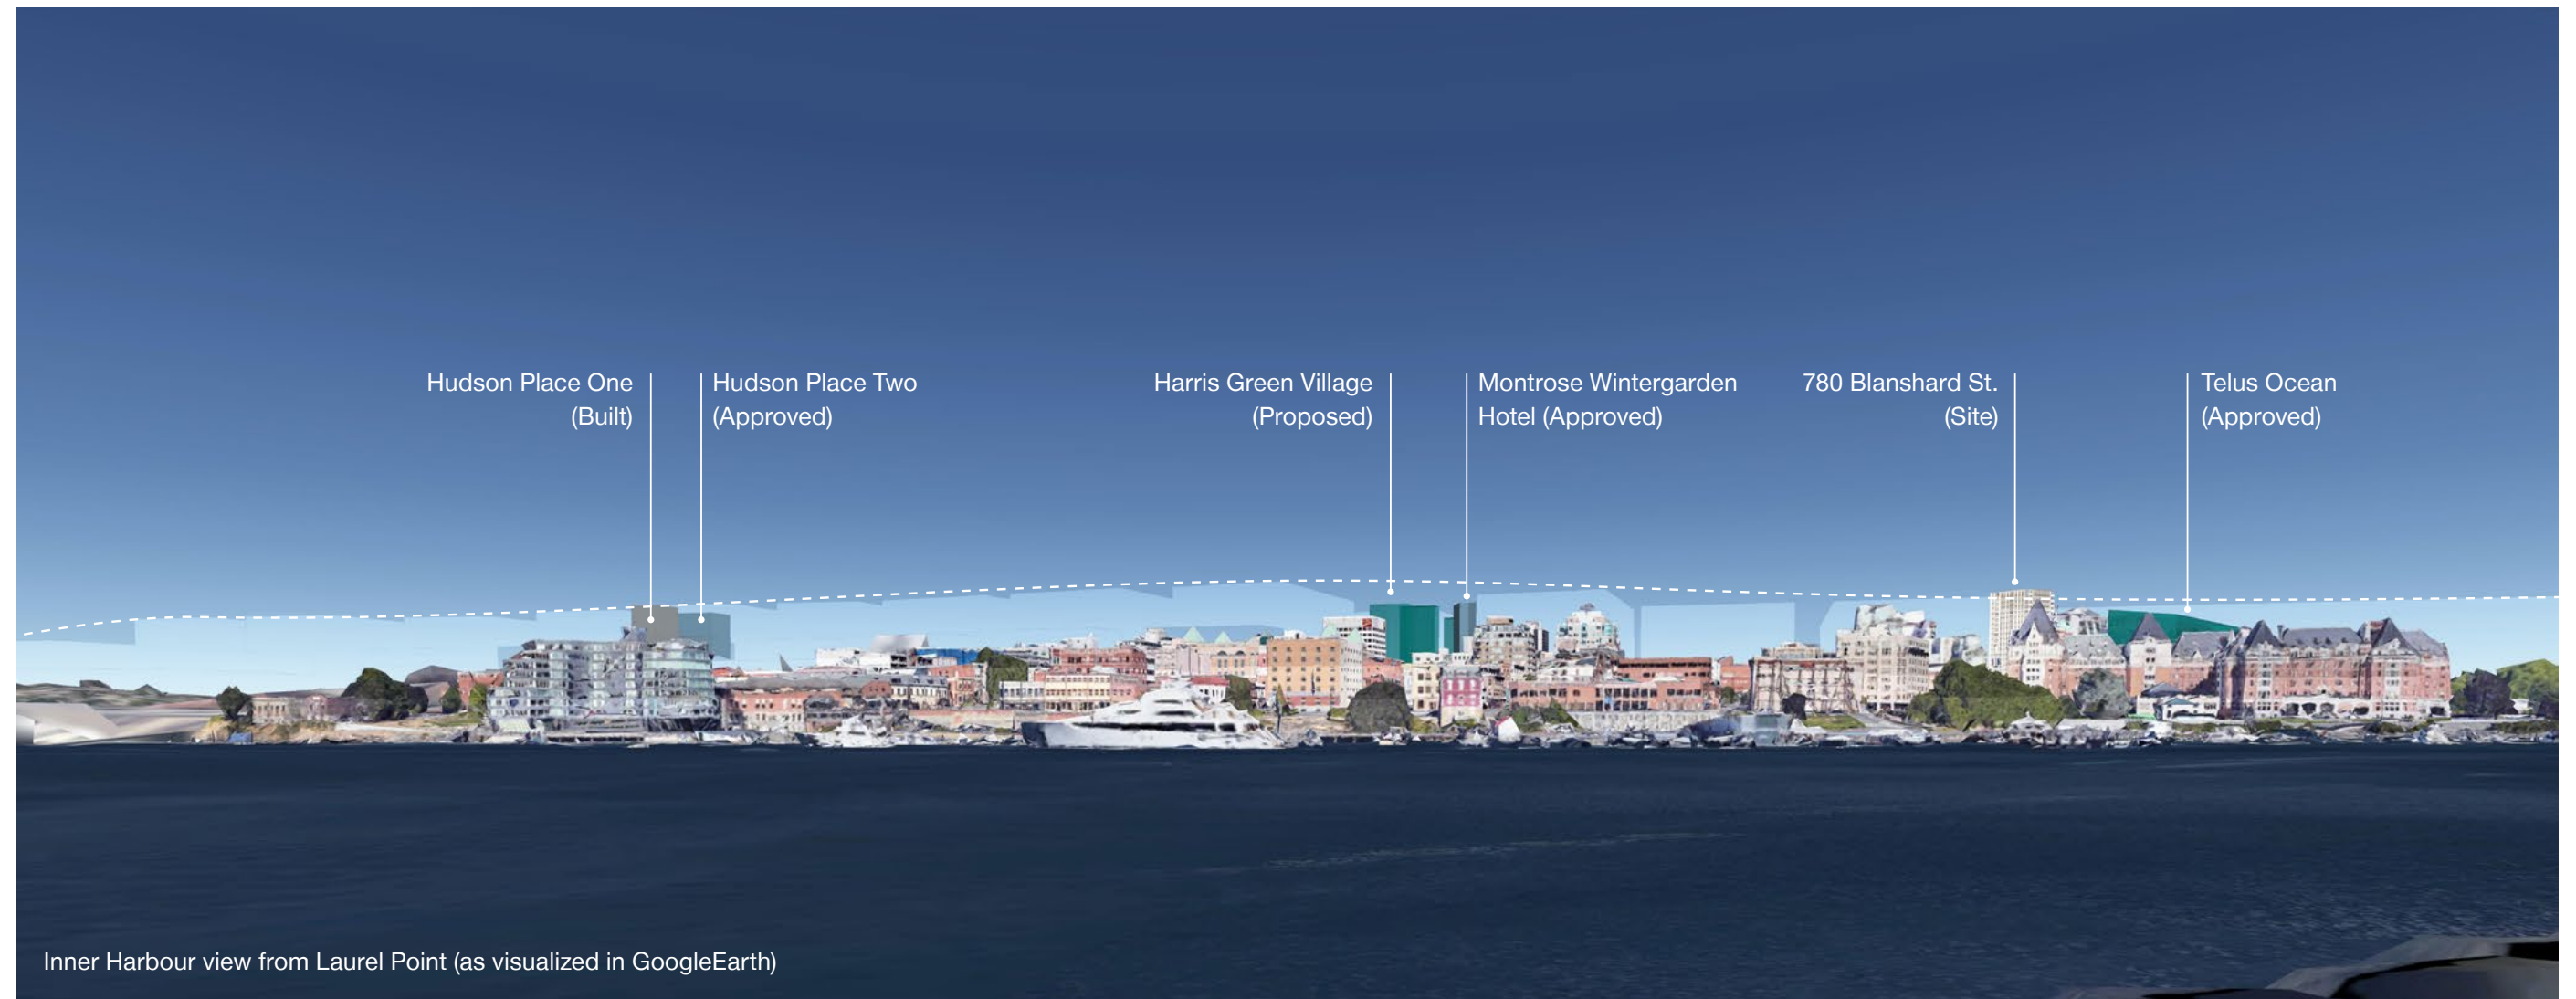 Hudson Place One
(Built)
Hudson Place Two
(Approved)
Harris Green Village
(Proposed)
Montrose Wintergarden
Hotel (Approved)
780 Blanshard St.
(Site)
Telus Ocean
(Approved)
Inner Harbour view from Laurel Point (as visualized in GoogleEarth)